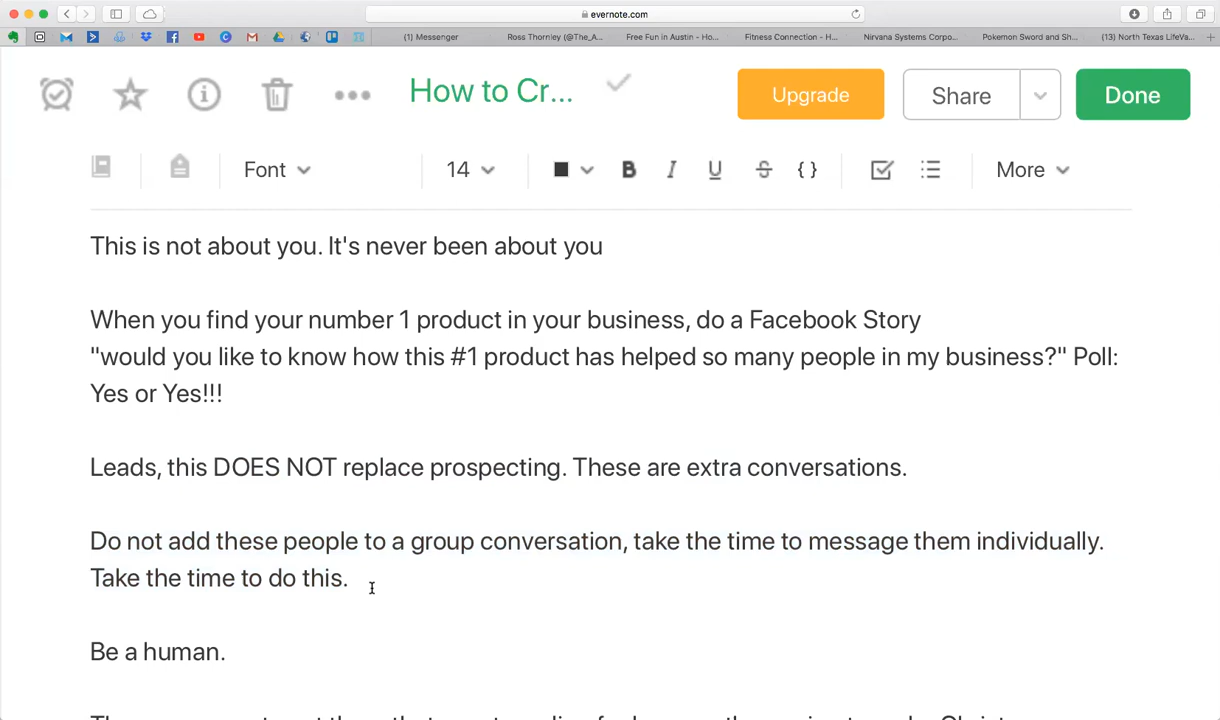 evernote.com
(1) Messenger
Ross Thornley (@The_A...
Free Fun in Austin - Ho...
Fitness Connection - H...
Nirvana Systems Corpo...
Pokemon Sword and Sh...
(13) North Texas LifeVa...
How to Cr...
Upgrade
Share
Done
Font
14
B I U S { }
More
This is not about you. It's never been about you
When you find your number 1 product in your business, do a Facebook Story
"would you like to know how this #1 product has helped so many people in my business?" Poll:
Yes or Yes!!!
Leads, this DOES NOT replace prospecting. These are extra conversations.
Do not add these people to a group conversation, take the time to message them individually.
Take the time to do this.
Be a human.